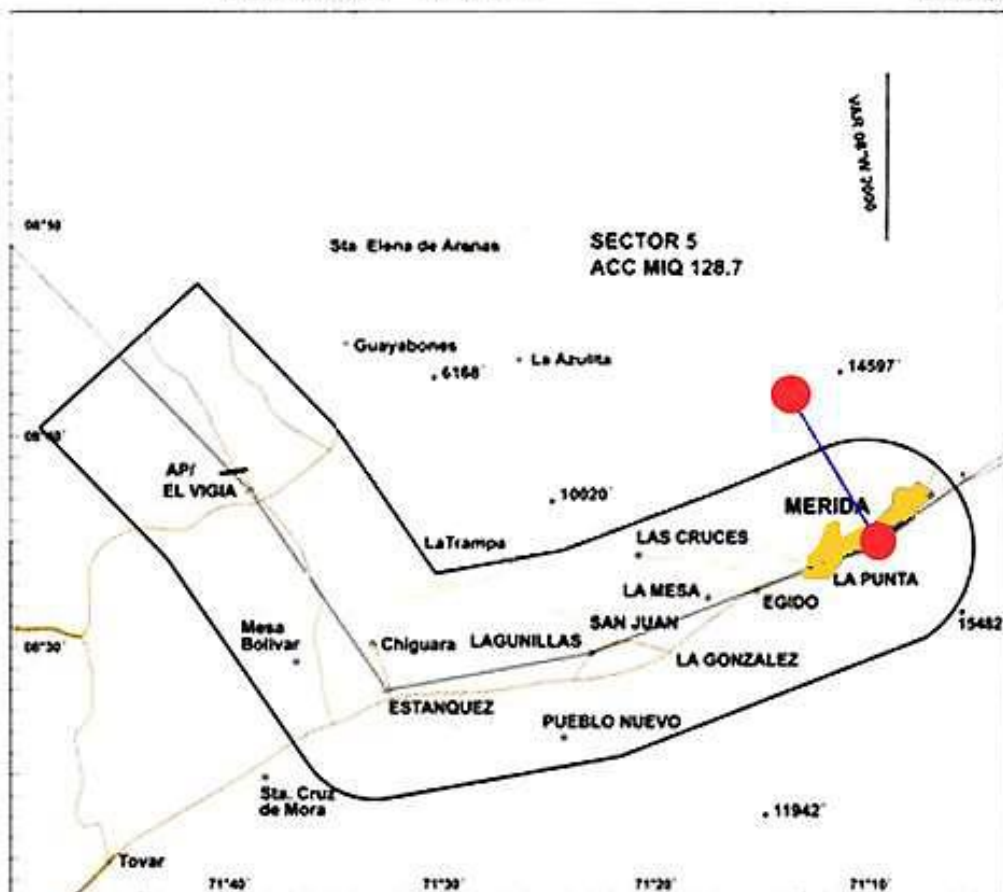 VAR 08°W 2000
08°50
Sta. Elena de Arenas
SECTOR 5
ACC MIQ 128.7
Guayabones
La Azulita
6168'
14597'
AP/
EL VIGIA
10020'
MERIDA
LaTrampa
LAS CRUCES
LA PUNTA
LA MESA
EGIDO
SAN JUAN
15482
Mesa
Bolivar
08°30'
Chiguara
LAGUNILLAS
LA GONZALEZ
ESTANQUEZ
PUEBLO NUEVO
Sta. Cruz
de Mora
11942'
Tovar
71°40'
71°30'
71°20'
71°10'